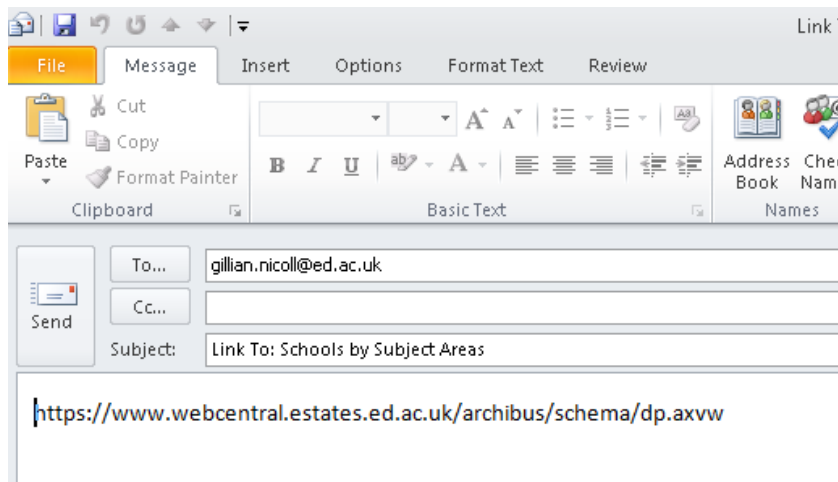 Link
File Message Insert Options Format Text Review
Cut
Copy
Paste
Format Painter
B I U A
Address
Book
Clipboard
Basic Text
Names
To... gillian.nicoll@ed.ac.uk
Cc...
Send
Subject: Link To: Schools by Subject Areas
https://www.webcentral.estates.ed.ac.uk/archibus/schema/dp.axvw